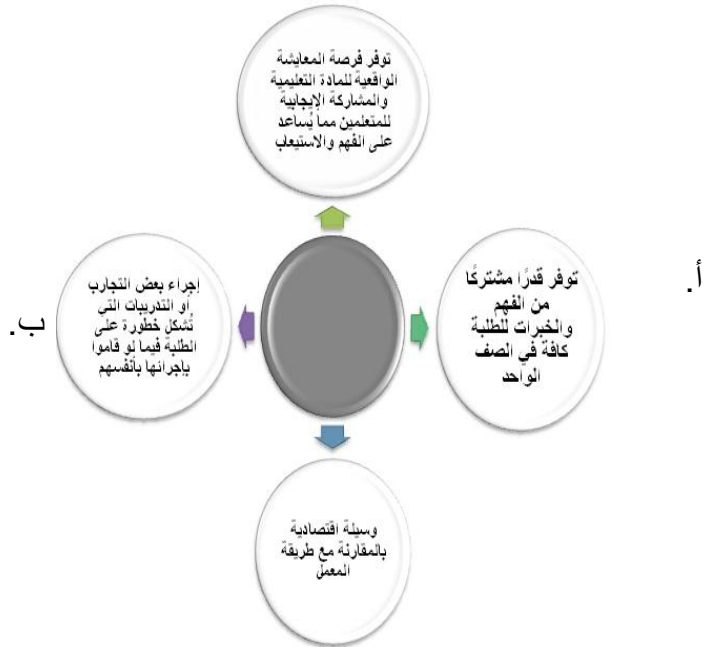 توفر فرصة المعايشة
الواقعية للمادة التعليمية
والمشاركة الإيجابية
للمتعلمين مما يُساعد
على الفهم والاستيعاب
أ.
توفر قدرًا مشتركًا
من الفهم
والخبرات للطلبة
كافة في الصف
الواحد
إجراء بعض التجارب
أو التدريبات التي
تُشكل خطورة على
الطلبة فيما لو قاموا
بإجرائها بأنفسهم
ب.
وسيلة اقتصادية
بالمقارنة مع طريقة
المعمل